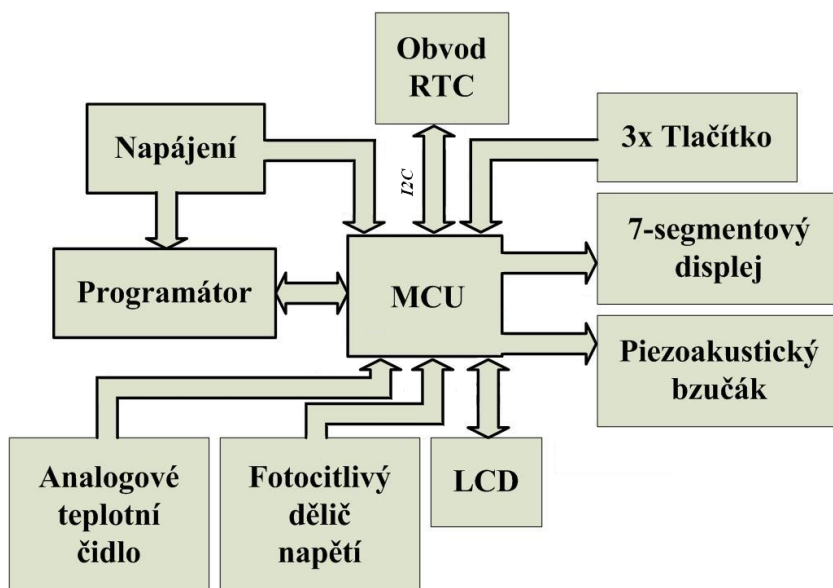 Obvod
RTC
Napájení
3x Tlačítko
I2C
7-segmentový
displej
Programátor
MCU
Piezoakustický
bzučák
Analogové
teplotní
čidlo
Fotocitlivý
dělič
napětí
LCD